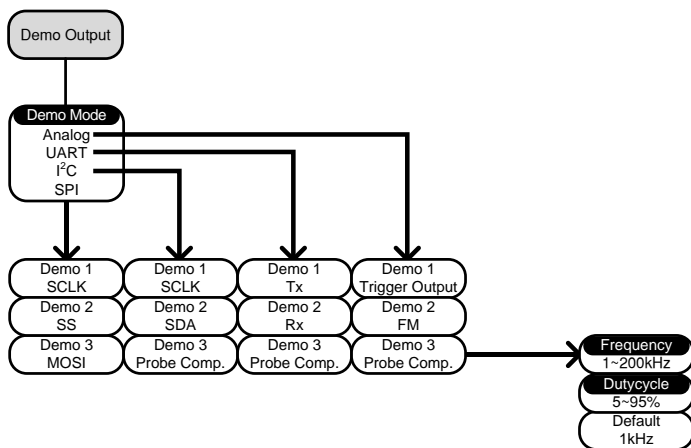 Demo Output
Demo Mode
Analog
UART
I²C
SPI
Demo 1
SCLK
Demo 2
SS
Demo 3
MOSI
Demo 1
SCLK
Demo 2
SDA
Demo 3
Probe Comp.
Demo 1
Tx
Demo 2
Rx
Demo 3
Probe Comp.
Demo 1
Trigger Output
Demo 2
FM
Demo 3
Probe Comp.
Frequency
1~200kHz
Dutycycle
5~95%
Default
1kHz